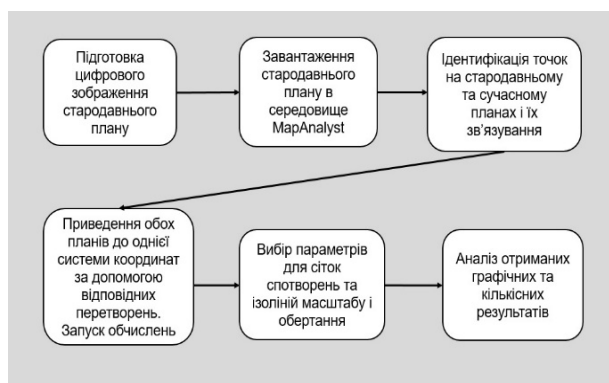 Підготовка
цифрового
зображення
стародавнього
плану
Завантаження
стародавнього
плану в
середовище
MapAnalyst
Ідентифікація точок
на стародавньому
та сучасному
планах і їх
зв’язування
Приведення обох
планів до однієї
системи координат
за допомогою
відповідних
перетворень.
Запуск обчислень
Вибір параметрів
для сіток
спотворень та
ізоліній масштабу і
обертання
Аналіз отриманих
графічних та
кількісних
результатів